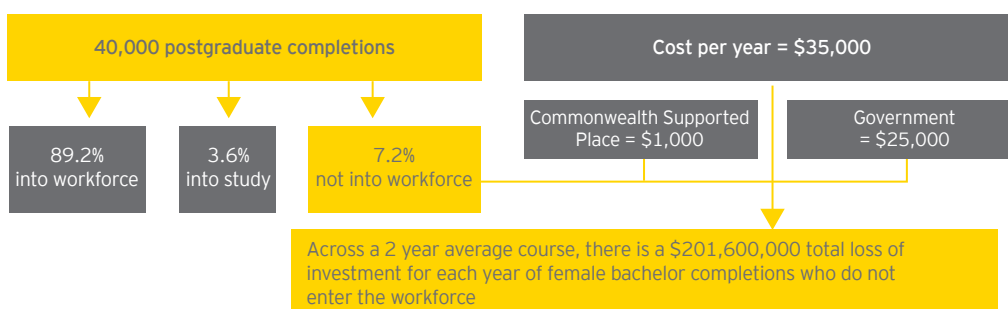 40,000 postgraduate completions
Cost per year = $35,000
Commonwealth Supported
Place = $1,000
Government
= $25,000
89.2%
into workforce
3.6%
into study
7.2%
not into workforce
Across a 2 year average course, there is a $201,600,000 total loss of
investment for each year of female bachelor completions who do not
enter the workforce